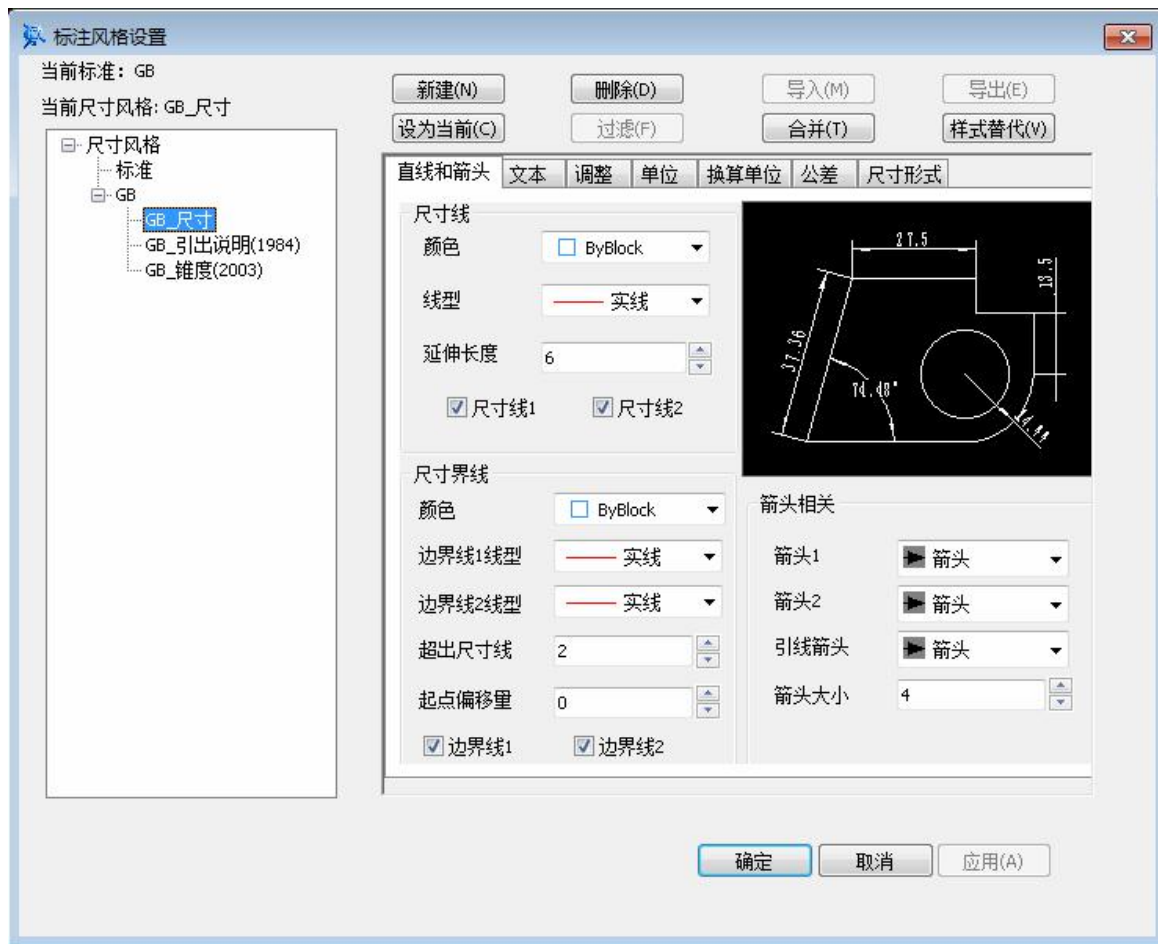 标注风格设置
当前标准: GB
当前尺寸风格: GB_尺寸
新建(N) 删除(D) 导入(M) 导出(E)
设为当前(C) 过滤(F) 合并(T) 样式替代(V)
尺寸风格
标准
GB
GB_尺寸
GB_引出说明(1984)
GB_锥度(2003)
直线和箭头 文本 调整 单位 换算单位 公差 尺寸形式
尺寸线
颜色 ByBlock
线型 实线
延伸长度 6
尺寸线1 尺寸线2
27.5
13.5
37.36
74.48°
14.44
尺寸界线
颜色 ByBlock
边界线1线型 实线
边界线2线型 实线
超出尺寸线 2
起点偏移量 0
边界线1 边界线2
箭头相关
箭头1 箭头
箭头2 箭头
引线箭头 箭头
箭头大小 4
确定 取消 应用(A)